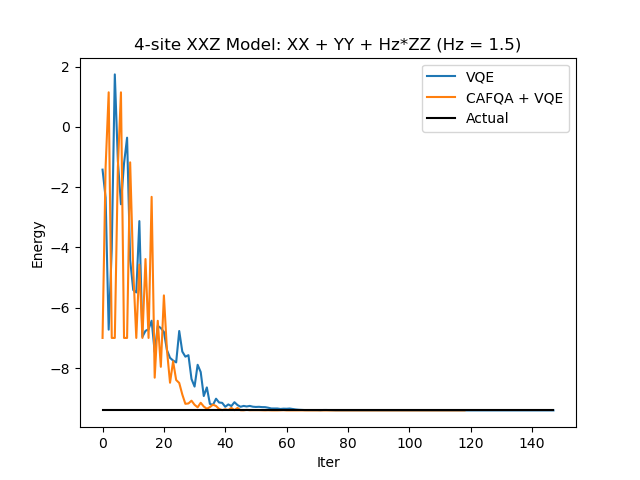 4-site XXZ Model: XX + YY + Hz*ZZ (Hz = 1.5)
VQE
CAFQA + VQE
Actual
Energy
2
0
−2
−4
−6
−8
0 20 40 60 80 100 120 140
Iter